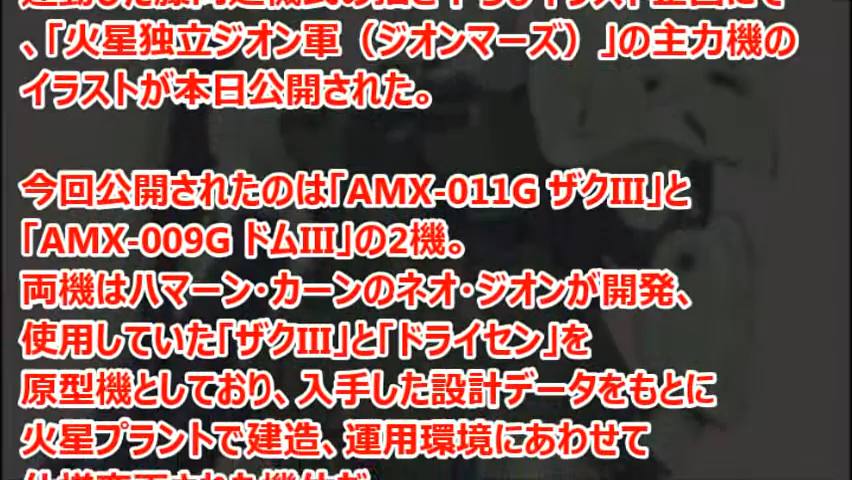 、「火星独立ジオン軍（ジオンマーズ）」の主力機の
イラストが本日公開された。
今回公開されたのは「AMX-011G ザクIII」と
「AMX-009G ドムIII」の2機。
両機はハマーン・カーンのネオ・ジオンが開発、
使用していた「ザクIII」と「ドライセン」を
原型機としており、入手した設計データをもとに
火星プラントで建造、運用環境にあわせて